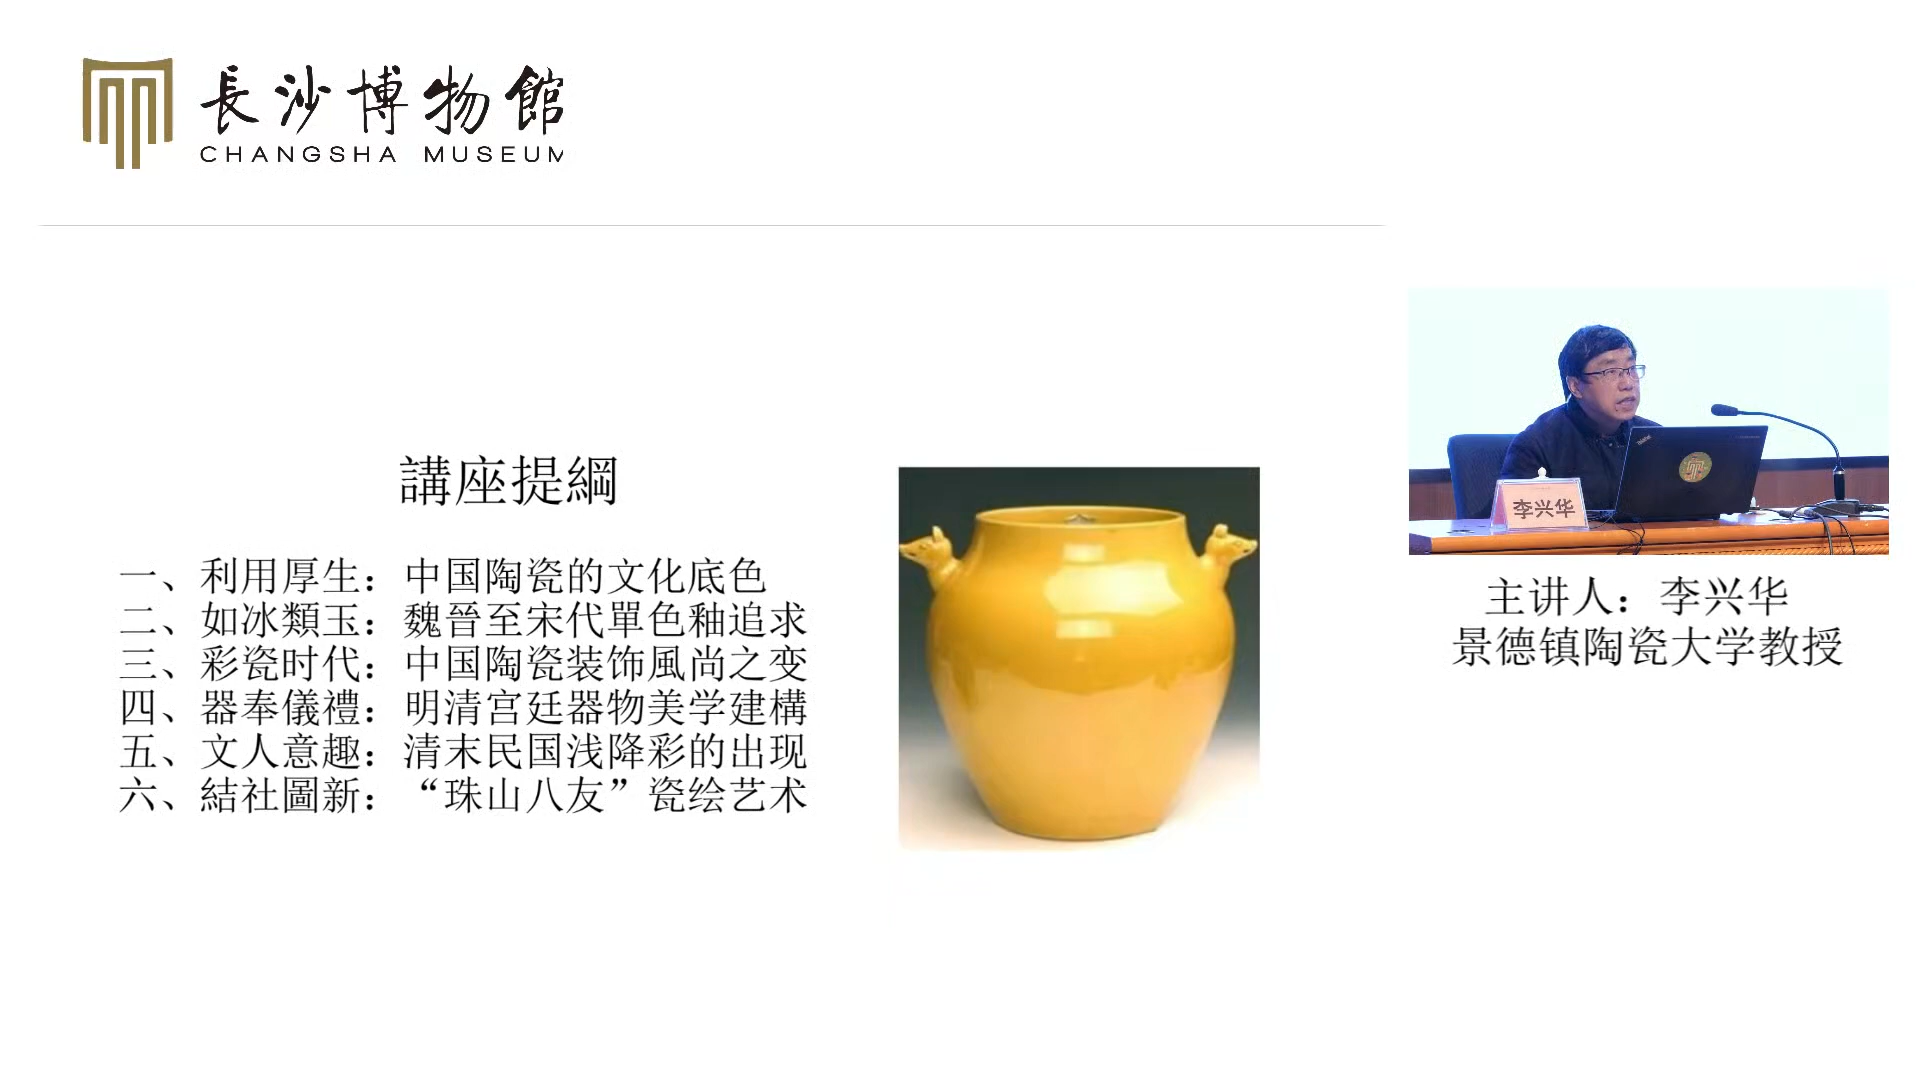 長沙博物館
CHANGSHA MUSEUM
講座提綱
一、利用厚生：中国陶瓷的文化底色
二、如冰類玉：魏晉至宋代單色釉追求
三、彩瓷时代：中国陶瓷装饰風尚之变
四、器奉儀禮：明清宫廷器物美学建構
五、文人意趣：清末民国浅降彩的出现
六、結社圖新：“珠山八友”瓷绘艺术
李兴华
主讲人：李兴华
景德镇陶瓷大学教授